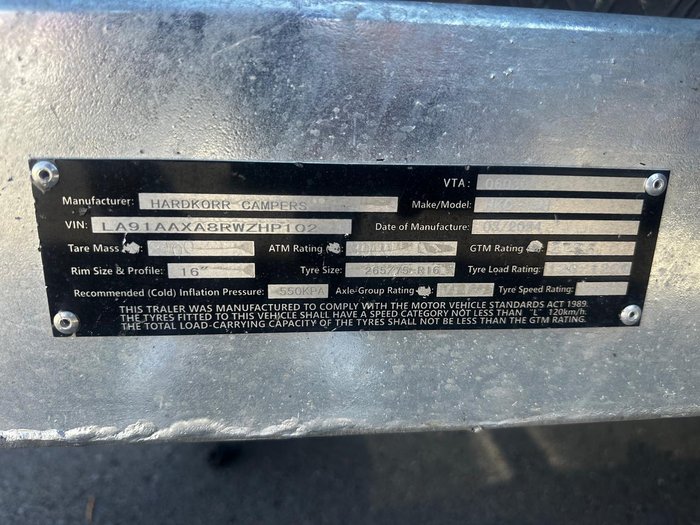 VTA:
Manufacturer: HARDKORR CAMPERS Make/Model:
VIN: LA91AAXA8RWZHP102 Date of Manufacture: 03/2024
Tare Mass ATM Rating GTM Rating
Rim Size & Profile: 16" Tyre Size: 265/75 R16 Tyre Load Rating:
Recommended (Cold) Inflation Pressure: 550KPA Axle Group Rating Tyre Speed Rating:
THIS TRALER WAS MANUFACTURED TO COMPLY WITH THE MOTOR VEHICLE STANDARDS ACT 1989.
THE TYRES FITTED TO THIS VEHICLE SHALL HAVE A SPEED CATEGORY NOT LESS THAN "L" 120km/h.
THE TOTAL LOAD-CARRYING CAPACITY OF THE TYRES SHALL NOT BE LESS THAN THE GTM RATING.